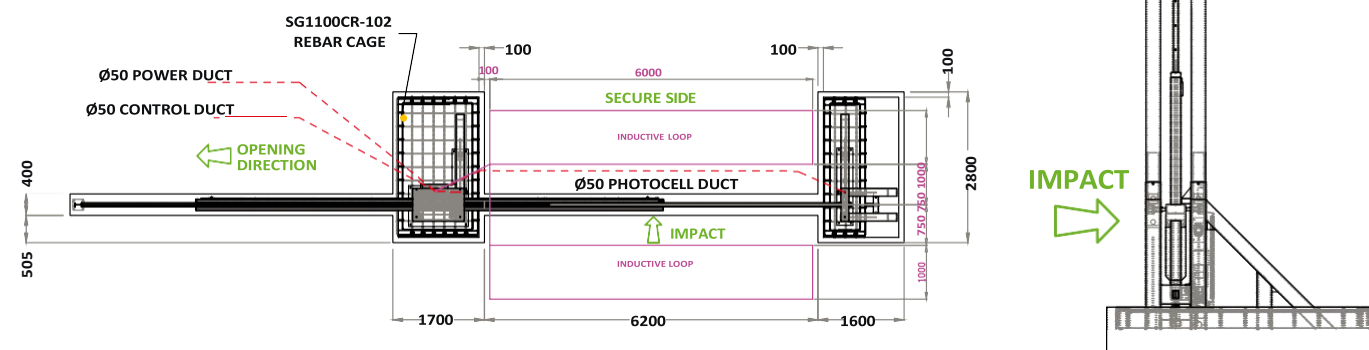 SG1100CR-102
REBAR CAGE
100
100
100
100
6000
Ø50 POWER DUCT
SECURE SIDE
Ø50 CONTROL DUCT
INDUCTIVE LOOP
OPENING
DIRECTION
400
Ø50 PHOTOCELL DUCT
1000
750
750
2800
IMPACT
IMPACT
505
INDUCTIVE LOOP
1000
1700
6200
1600